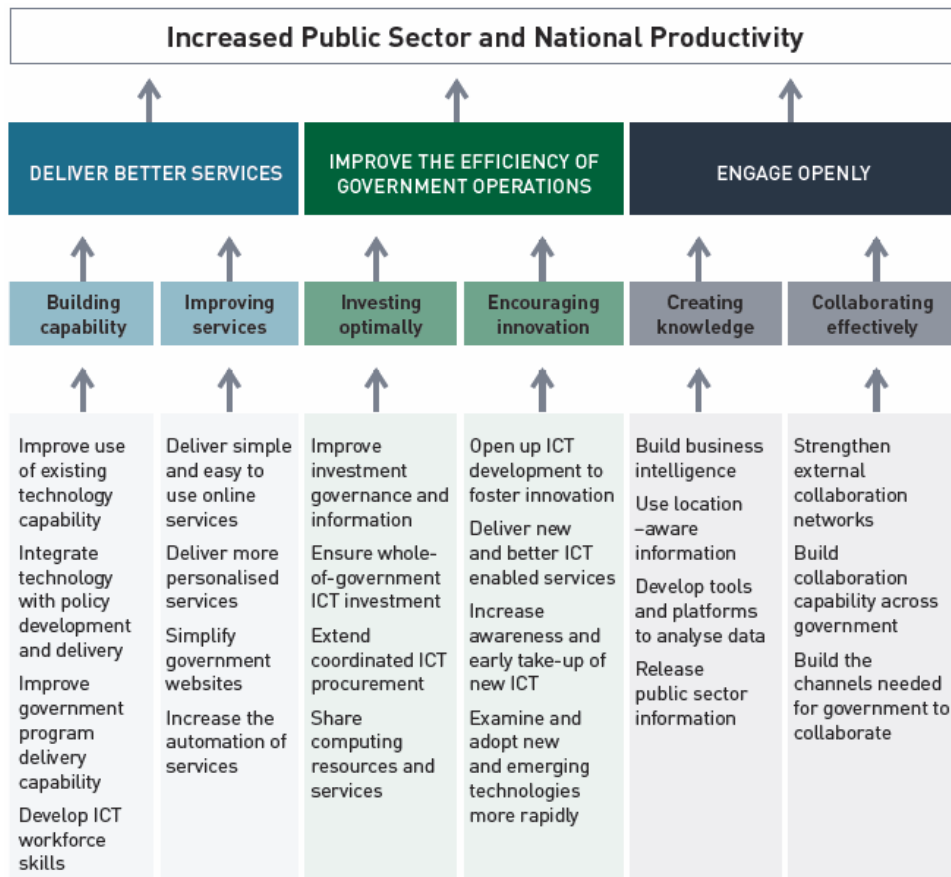 Increased Public Sector and National Productivity
DELIVER BETTER SERVICES
IMPROVE THE EFFICIENCY OF
GOVERNMENT OPERATIONS
ENGAGE OPENLY
Building
capability
Improving
services
Investing
optimally
Encouraging
innovation
Creating
knowledge
Collaborating
effectively
Improve use
of existing
technology
capability
Integrate
technology
with policy
development
and delivery
Improve
government
program
delivery
capability
Develop ICT
workforce
skills
Deliver simple
and easy to
use online
services
Deliver more
personalised
services
Simplify
government
websites
Increase the
automation of
services
Improve
investment
governance and
information
Ensure whole-
of-government
ICT investment
Extend
coordinated ICT
procurement
Share
computing
resources and
services
Open up ICT
development to
foster innovation
Deliver new
and better ICT
enabled services
Increase
awareness and
early take-up of
new ICT
Examine and
adopt new
and emerging
technologies
more rapidly
Build business
intelligence
Use location
–aware
information
Develop tools
and platforms
to analyse data
Release
public sector
information
Strengthen
external
collaboration
networks
Build
collaboration
capability across
government
Build the
channels needed
for government to
collaborate